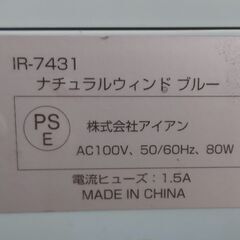 IR-7431
ナチュラルウィンド ブルー
PS
E
株式会社アイアン
AC100V、50/60Hz、80W
電流ヒューズ：1.5A
MADE IN CHINA